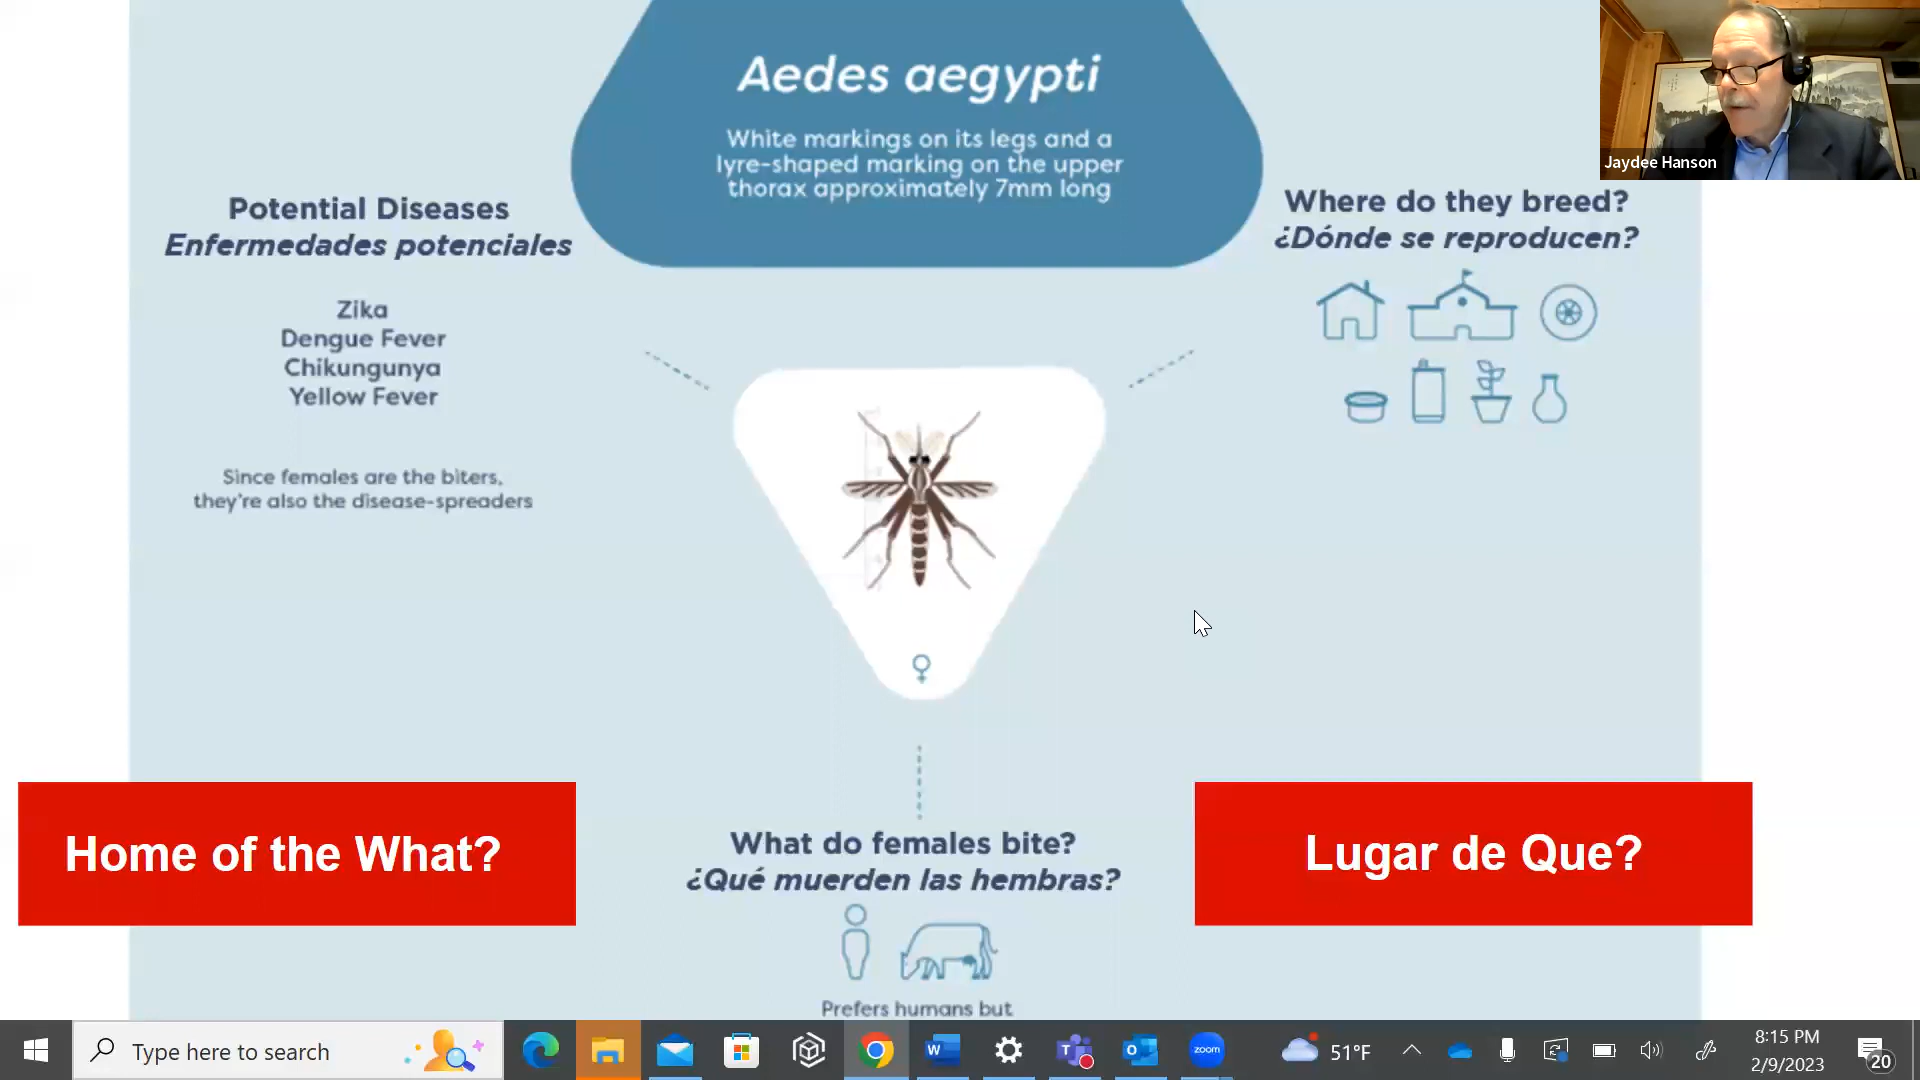 Aedes aegypti
White markings on its legs and a
lyre-shaped marking on the upper
thorax approximately 7mm long
Jaydee Hanson
Potential Diseases
Enfermedades potenciales
Zika
Dengue Fever
Chikungunya
Yellow Fever
Since females are the biters,
they're also the disease-spreaders
Where do they breed?
¿Dónde se reproducen?
Home of the What?
What do females bite?
¿Qué muerden las hembras?
Prefers humans but
Lugar de Que?
Type here to search
W
T
O
zoom
51°F
8:15 PM
2/9/2023
20